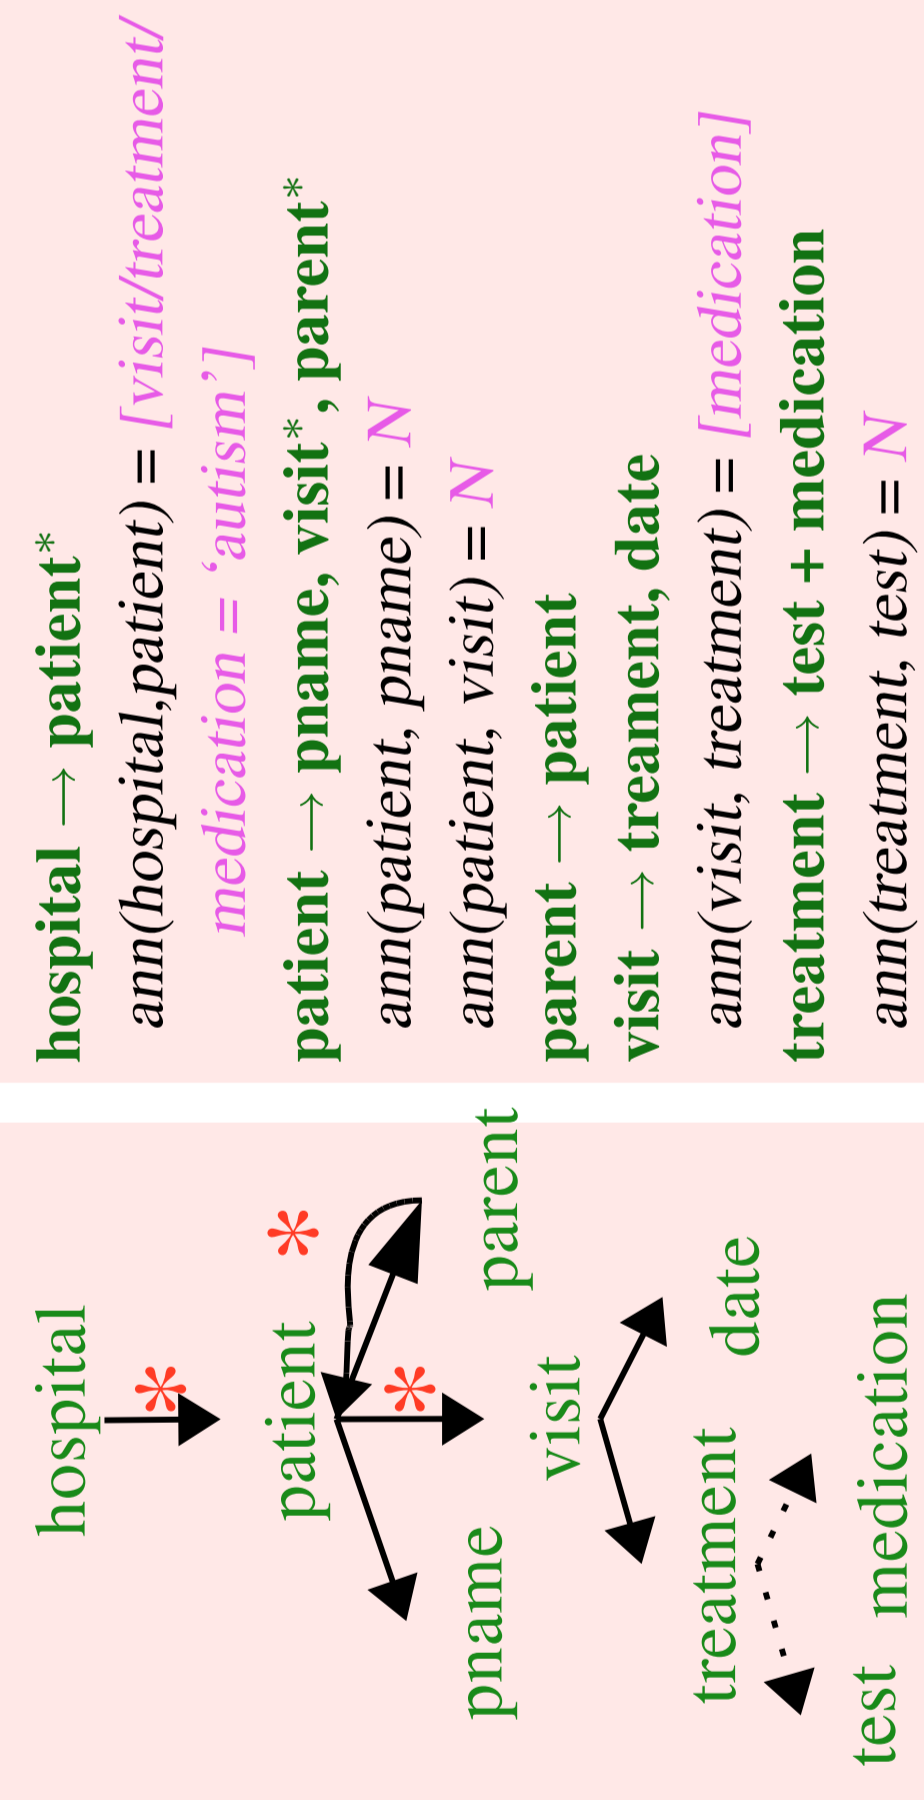 hospital
*
patient
*
*
pname
parent
visit
treatment
date
test
medication
hospital → patient*
ann(hospital,patient) = [visit/treatment/
medication = ‘autism’]
patient → pname, visit*, parent*
ann(patient, pname) = N
ann(patient, visit) = N
parent → patient
visit → treament, date
ann(visit, treatment) = [medication]
treatment → test + medication
ann(treatment, test) = N